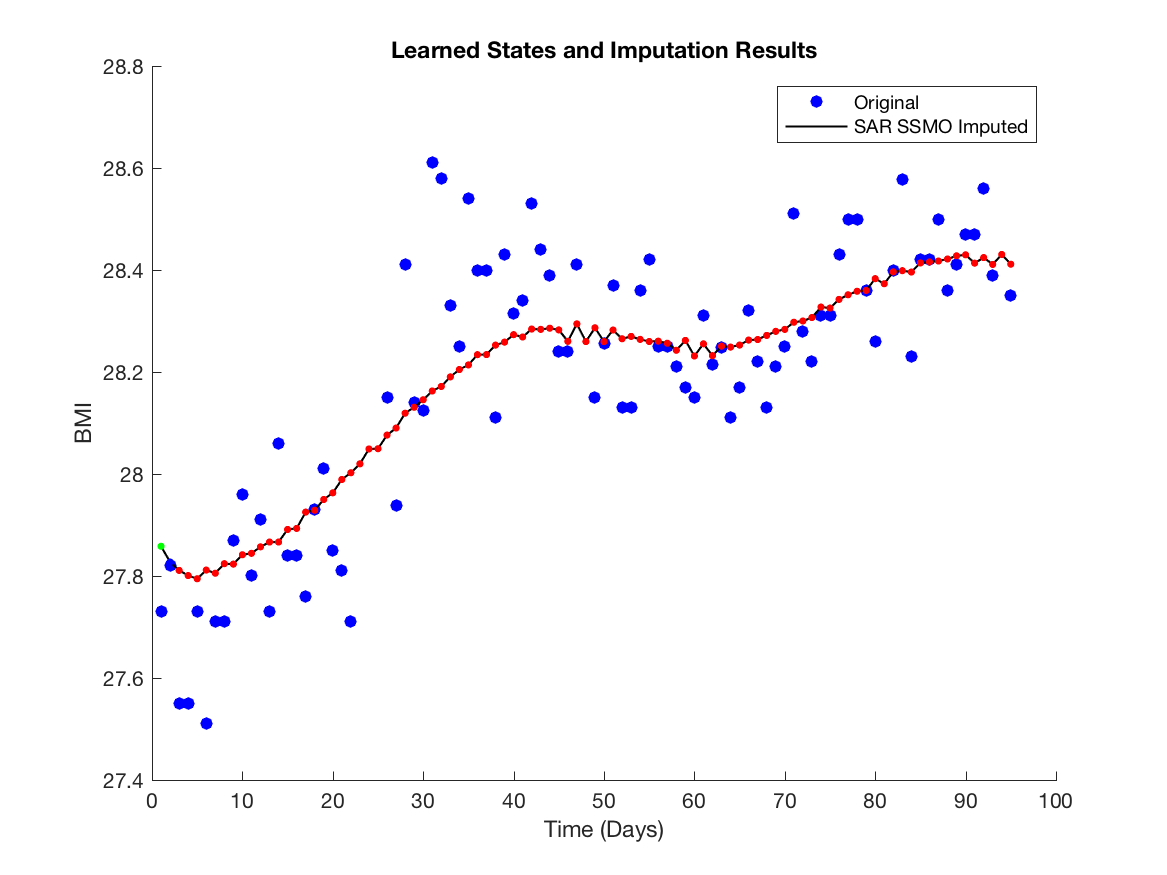 Learned States and Imputation Results
28.8
28.6
28.4
28.2
28
27.8
27.6
27.4
BMI
Original
SAR SSMO Imputed
0 10 20 30 40 50 60 70 80 90 100
Time (Days)